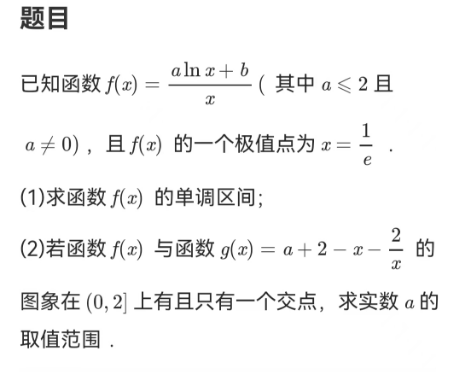 题目
已知函数 f(x) = \frac{a\ln x + b}{x} ( 其中 a ⩽ 2 且
a ≠ 0) ，且 f(x) 的一个极值点为 x = \frac{1}{e} ．
(1)求函数 f(x) 的单调区间；
(2)若函数 f(x) 与函数 g(x) = a + 2 − x − \frac{2}{x} 的
图象在 (0, 2] 上有且只有一个交点，求实数 a 的
取值范围．